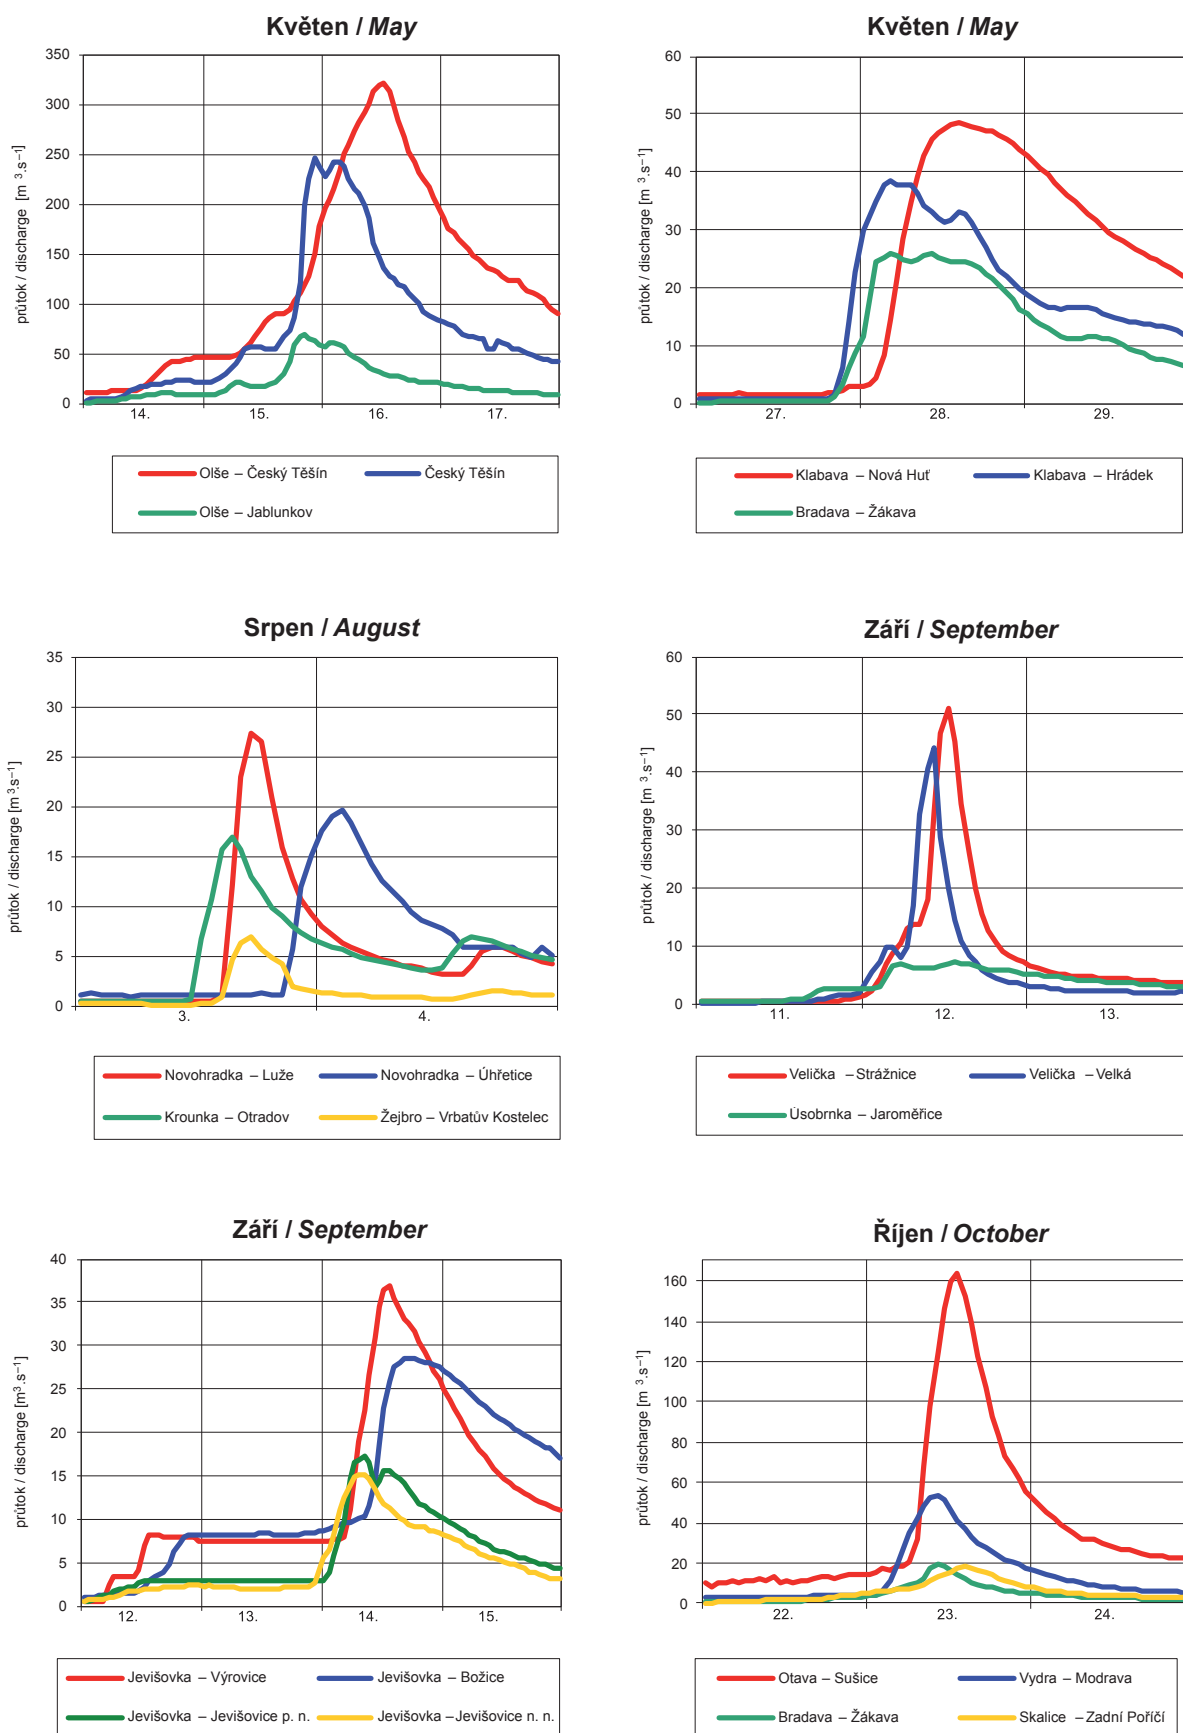 Květen / May
průtok / discharge [m³.s⁻¹]
350
300
250
200
150
100
50
0
14. 15. 16. 17.
Olše – Český Těšín Český Těšín
Olše – Jablunkov
Květen / May
průtok / discharge [m³.s⁻¹]
60
50
40
30
20
10
0
27. 28. 29.
Klabava – Nová Huť Klabava – Hrádek
Bradava – Žákava
Srpen / August
průtok / discharge [m³.s⁻¹]
35
30
25
20
15
10
5
0
3. 4.
Novohradka – Luže Novohradka – Úhřetice
Krounka – Otradov Žejbro – Vrbatův Kostelec
Září / September
průtok / discharge [m³.s⁻¹]
60
50
40
30
20
10
0
11. 12. 13.
Velička – Strážnice Velička – Velká
Úsobrnka – Jaroměřice
Září / September
průtok / discharge [m³.s⁻¹]
40
35
30
25
20
15
10
5
0
12. 13. 14. 15.
Jevišovka – Výrovice Jevišovka – Božice
Jevišovka – Jevišovice p. n. Jevišovka – Jevišovice n. n.
Říjen / October
průtok / discharge [m³.s⁻¹]
160
140
120
100
80
60
40
20
0
22. 23. 24.
Otava – Sušice Vydra – Modrava
Bradava – Žákava Skalice – Zadní Poříčí